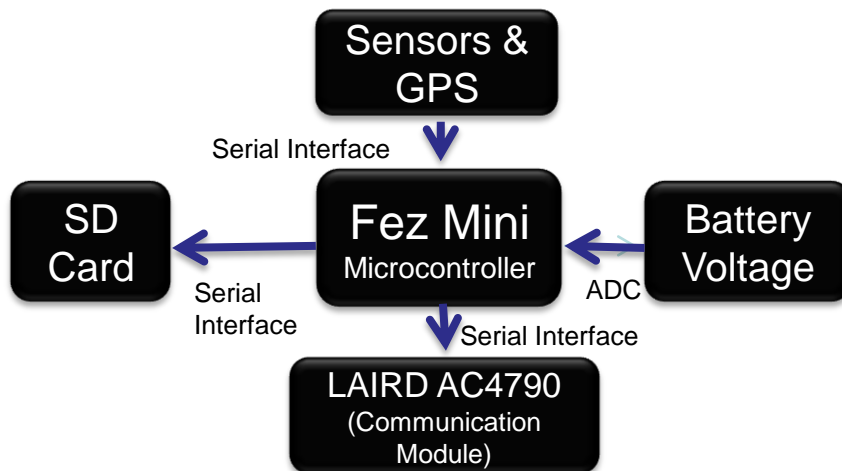 Sensors &
GPS
Serial Interface
SD
Card
Fez Mini
Microcontroller
Battery
Voltage
ADC
Serial
Interface
Serial Interface
LAIRD AC4790
(Communication
Module)